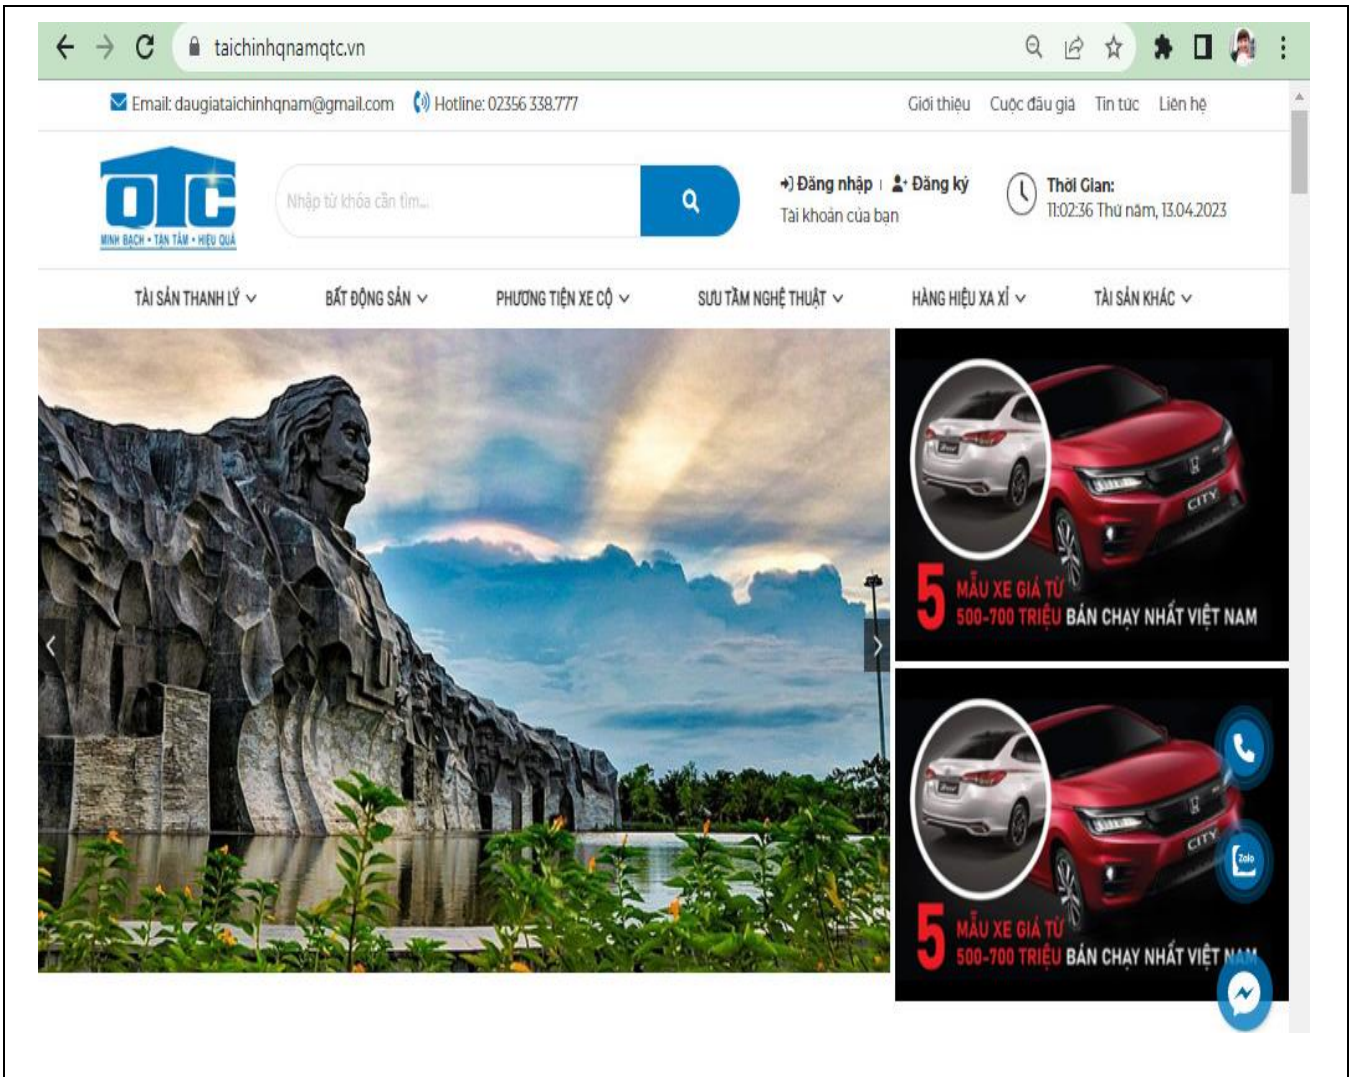 taichinhqnamqtc.vn
Email: daugiataichinhqnam@gmail.com Hotline: 02356 338.777 Giới thiệu Cuộc đấu giá Tin tức Liên hệ
QTC
MINH BẠCH • TẬN TÂM • HIỆU QUẢ
Nhập từ khóa cần tìm...
Đăng nhập | Đăng ký
Tài khoản của bạn
Thời Gian:
11:02:36 Thứ năm, 13.04.2023
TÀI SẢN THANH LÝ BẤT ĐỘNG SẢN PHƯƠNG TIỆN XE CỘ SƯU TẦM NGHỆ THUẬT HÀNG HIỆU XA XỈ TÀI SẢN KHÁC
CITY
5 MẪU XE GIÁ TỪ
500-700 TRIỆU BÁN CHẠY NHẤT VIỆT NAM
CITY
Zalo
5 MẪU XE GIÁ TỪ
500-700 TRIỆU BÁN CHẠY NHẤT VIỆT NAM